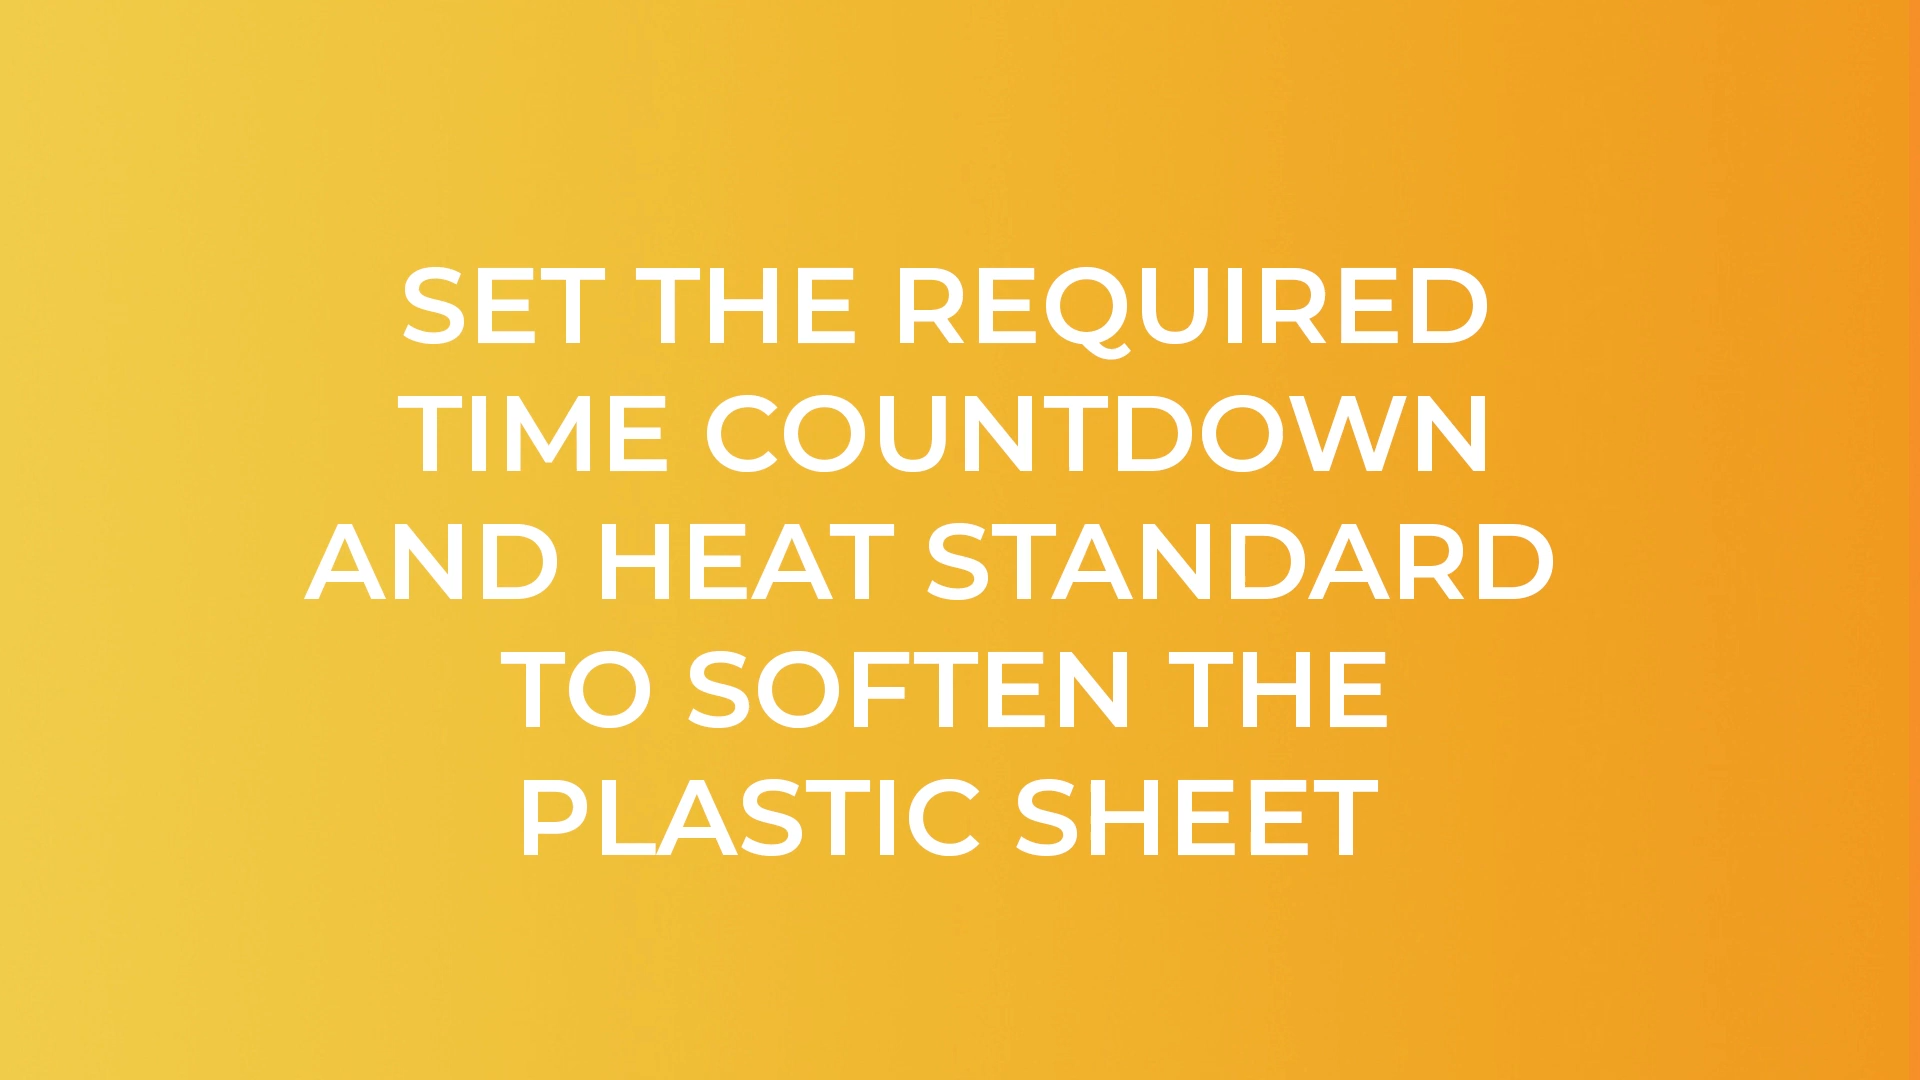 SET THE REQUIRED
TIME COUNTDOWN
AND HEAT STANDARD
TO SOFTEN THE
PLASTIC SHEET